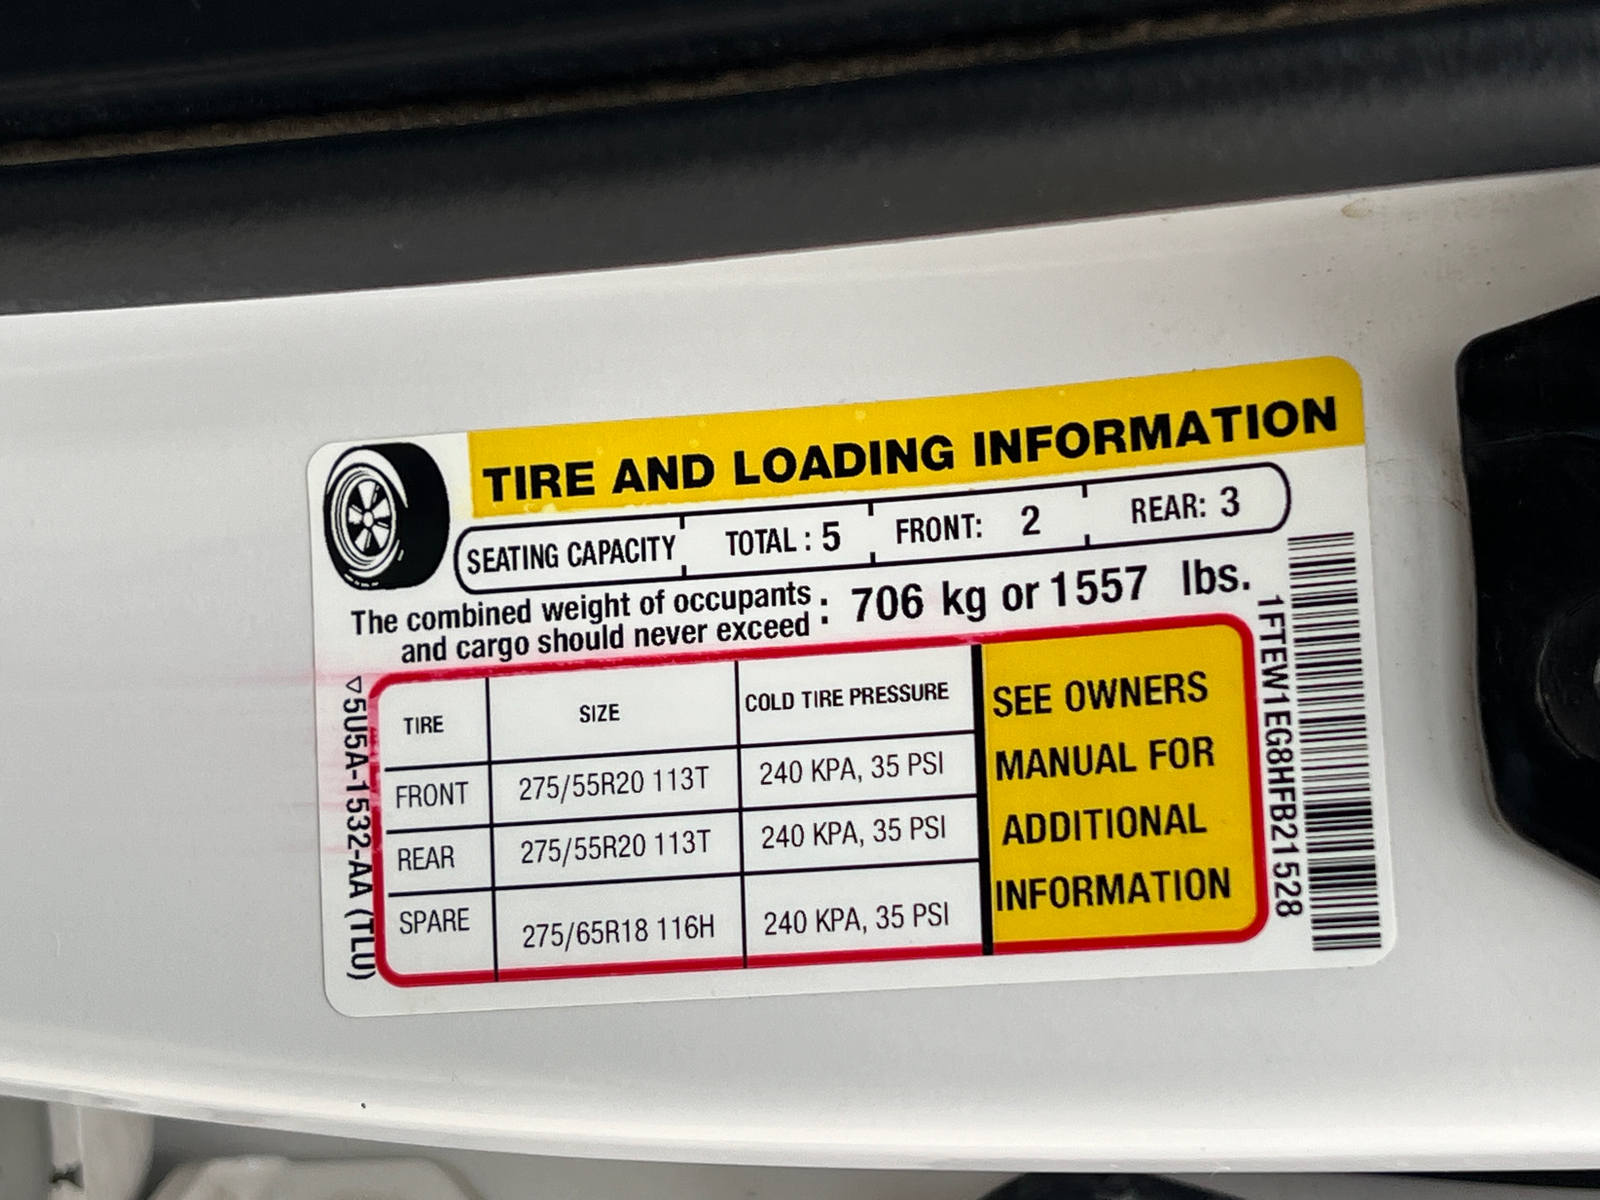 TIRE AND LOADING INFORMATION
SEATING CAPACITY TOTAL : 5 FRONT: 2 REAR: 3
The combined weight of occupants
and cargo should never exceed : 706 kg or 1557 lbs.
TIRE SIZE COLD TIRE PRESSURE
FRONT 275/55R20 113T 240 KPA, 35 PSI
REAR 275/55R20 113T 240 KPA, 35 PSI
SPARE 275/65R18 116H 240 KPA, 35 PSI
SEE OWNERS
MANUAL FOR
ADDITIONAL
INFORMATION
▽5U5A-1532-AA (TLU)
1FTEW1EG8HFB21528